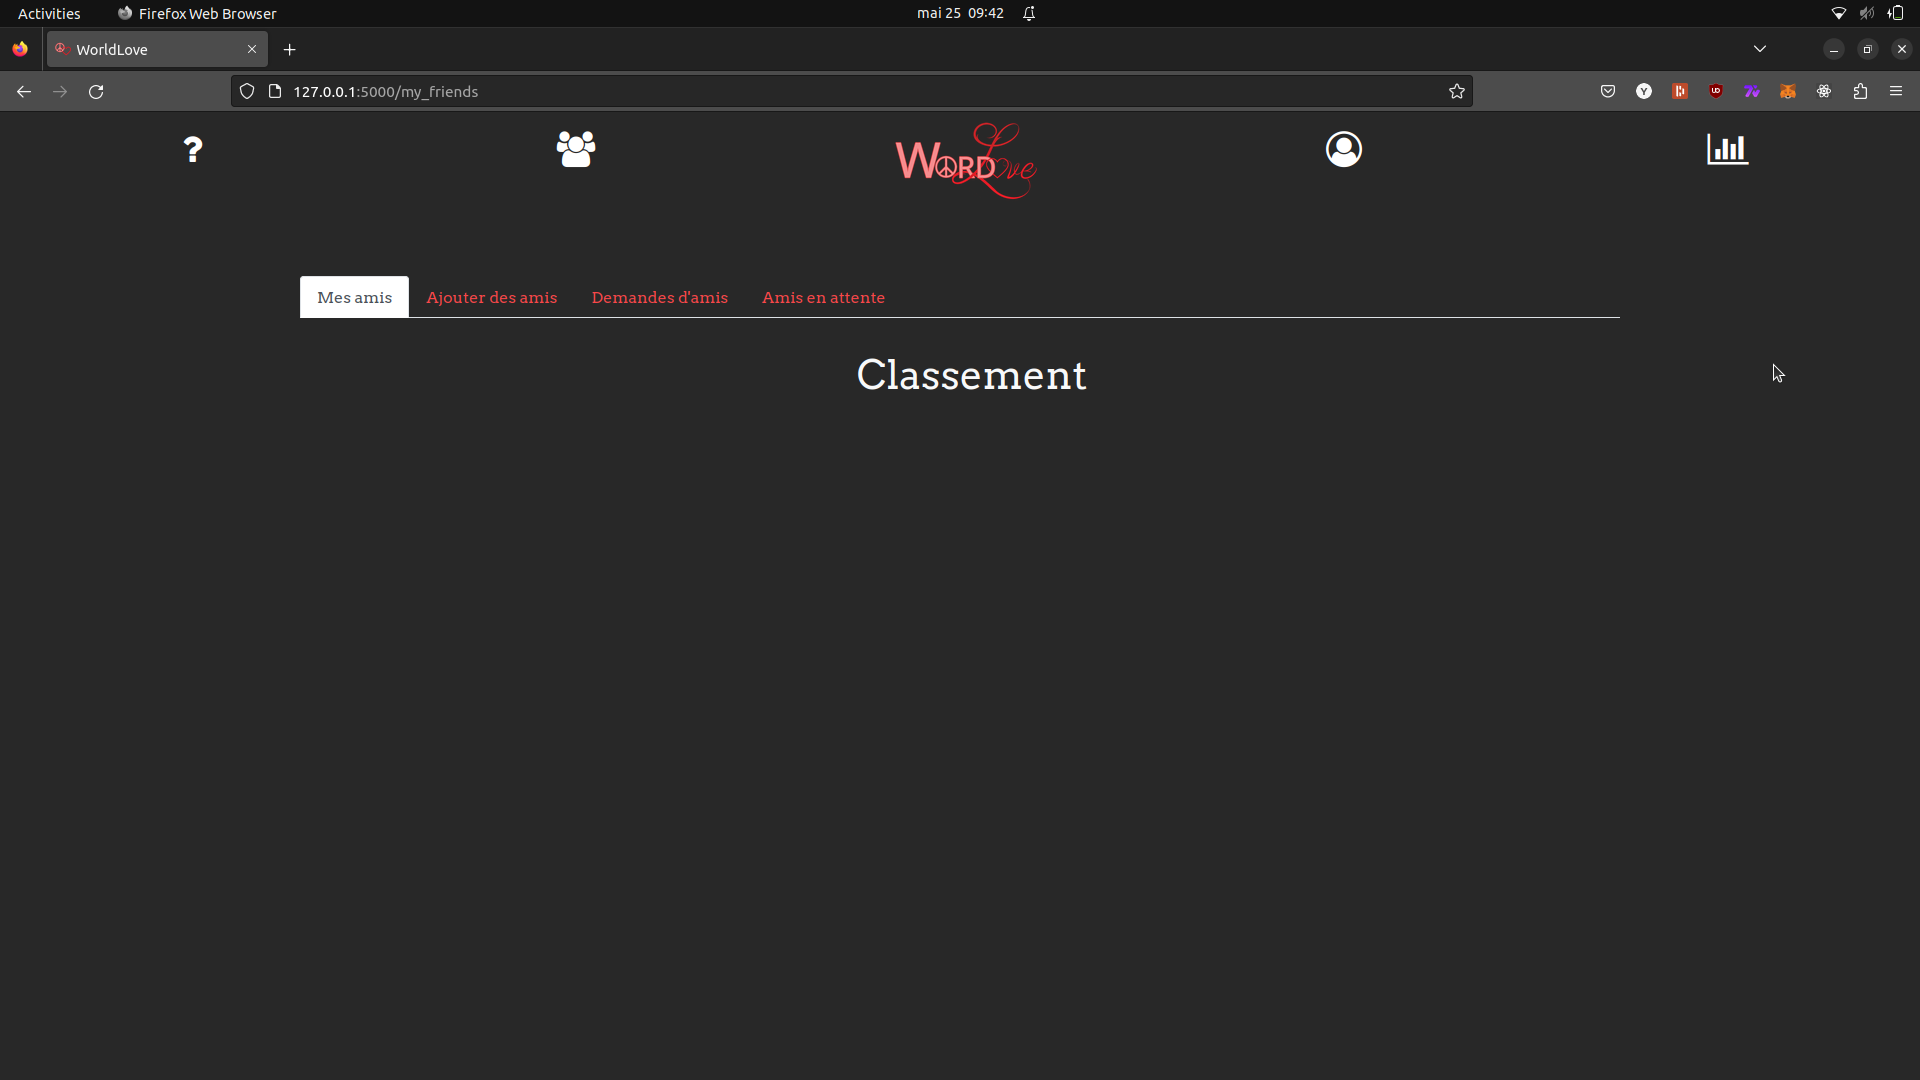 Activities Firefox Web Browser mai 25 09:42
WorldLove
127.0.0.1:5000/my_friends
? WORD Love
Mes amis Ajouter des amis Demandes d'amis Amis en attente
Classement